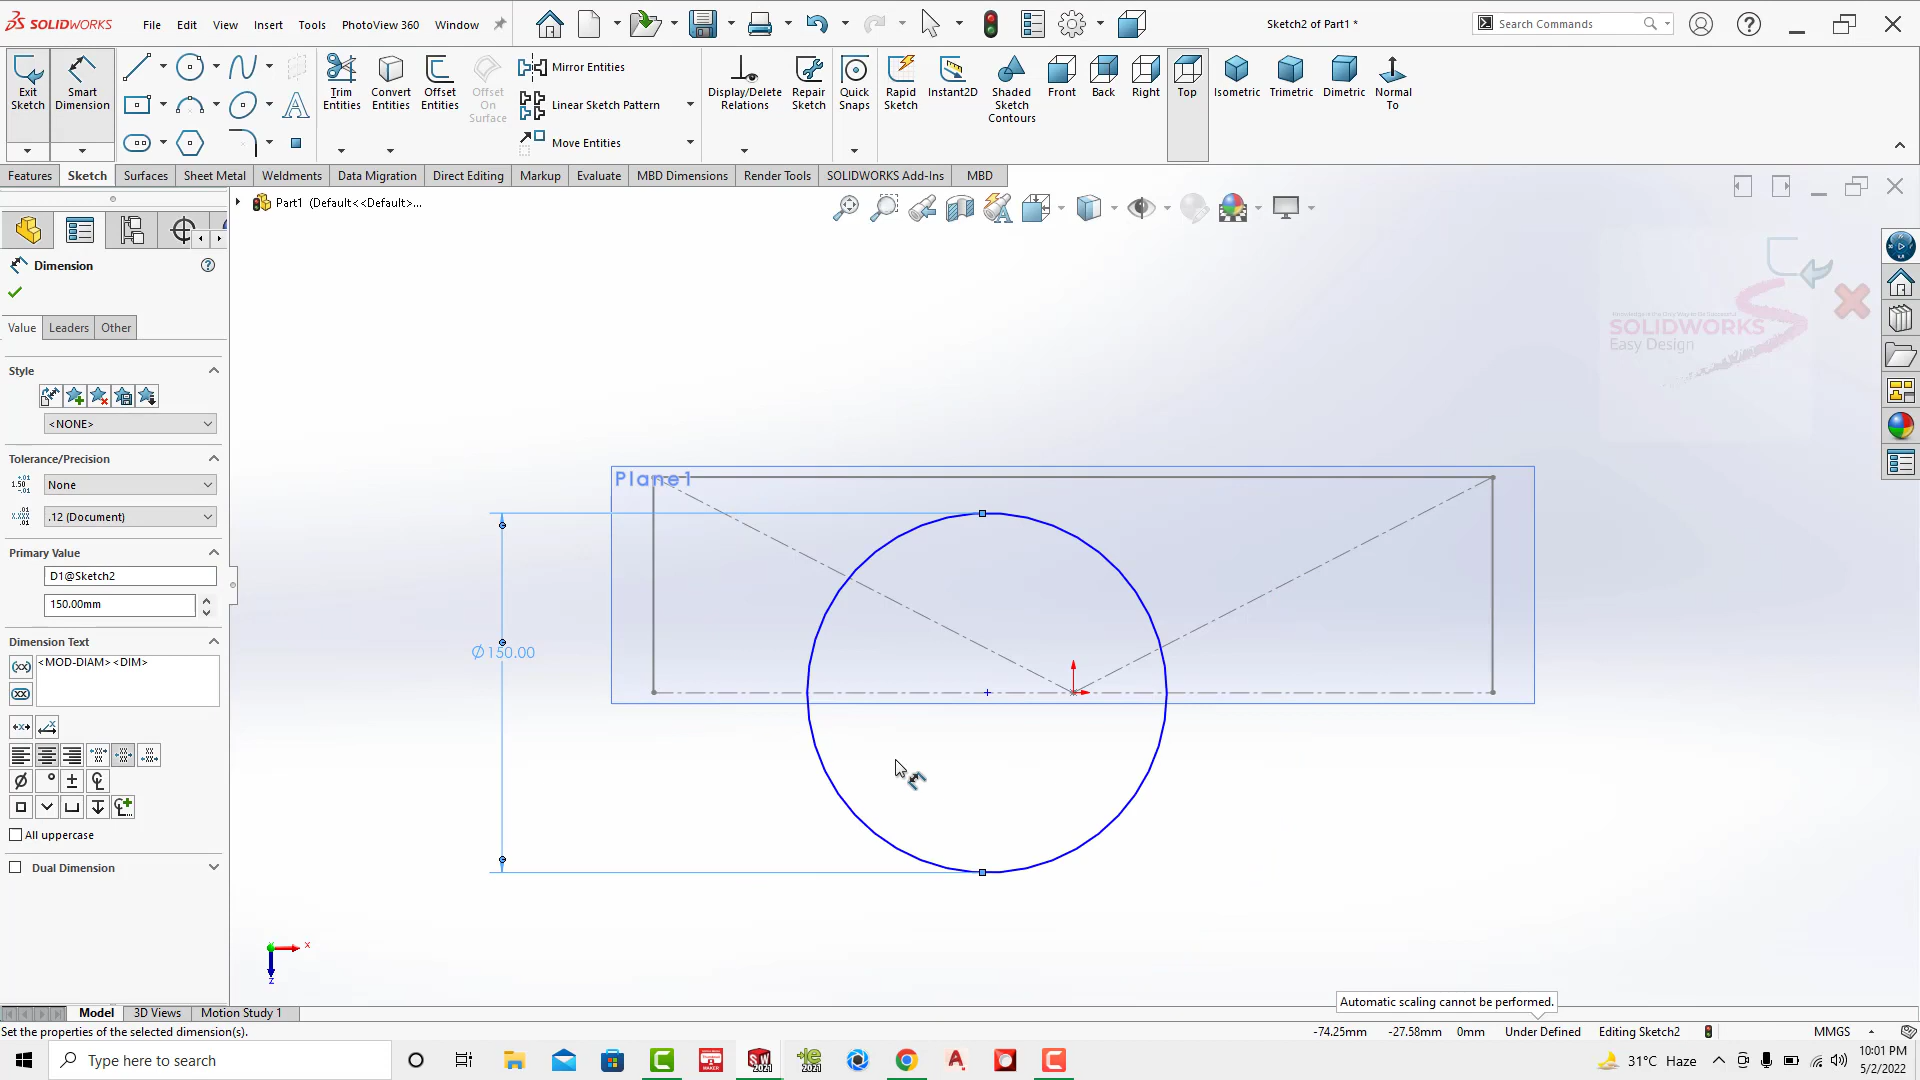 SOLIDWORKS
File Edit View Insert Tools PhotoView 360 Window
Sketch2 of Part1 *
Search Commands
Exit Sketch
Smart Dimension
Trim Entities
Convert Entities
Offset Entities
Offset On Surface
Mirror Entities
Linear Sketch Pattern
Move Entities
Display/Delete Relations
Repair Sketch
Quick Snaps
Rapid Sketch
Instant2D
Shaded Sketch Contours
Front
Back
Right
Top
Isometric
Trimetric
Dimetric
Normal To
Features Sketch Surfaces Sheet Metal Weldments Data Migration Direct Editing Markup Evaluate MBD Dimensions Render Tools SOLIDWORKS Add-Ins MBD
Part1 (Default<<Default>...
Dimension
Value Leaders Other
Style
<NONE>
Tolerance/Precision
None
.12 (Document)
Primary Value
D1@Sketch2
150.00mm
Dimension Text
<MOD-DIAM><DIM>
All uppercase
Dual Dimension
Plane1
Ø150.00
SOLIDWORKS
Easy Design
x
z
Automatic scaling cannot be performed.
Model 3D Views Motion Study 1
Set the properties of the selected dimension(s).
-74.25mm -27.58mm 0mm Under Defined Editing Sketch2 MMGS
Type here to search
31°C Haze
10:01 PM
5/2/2022